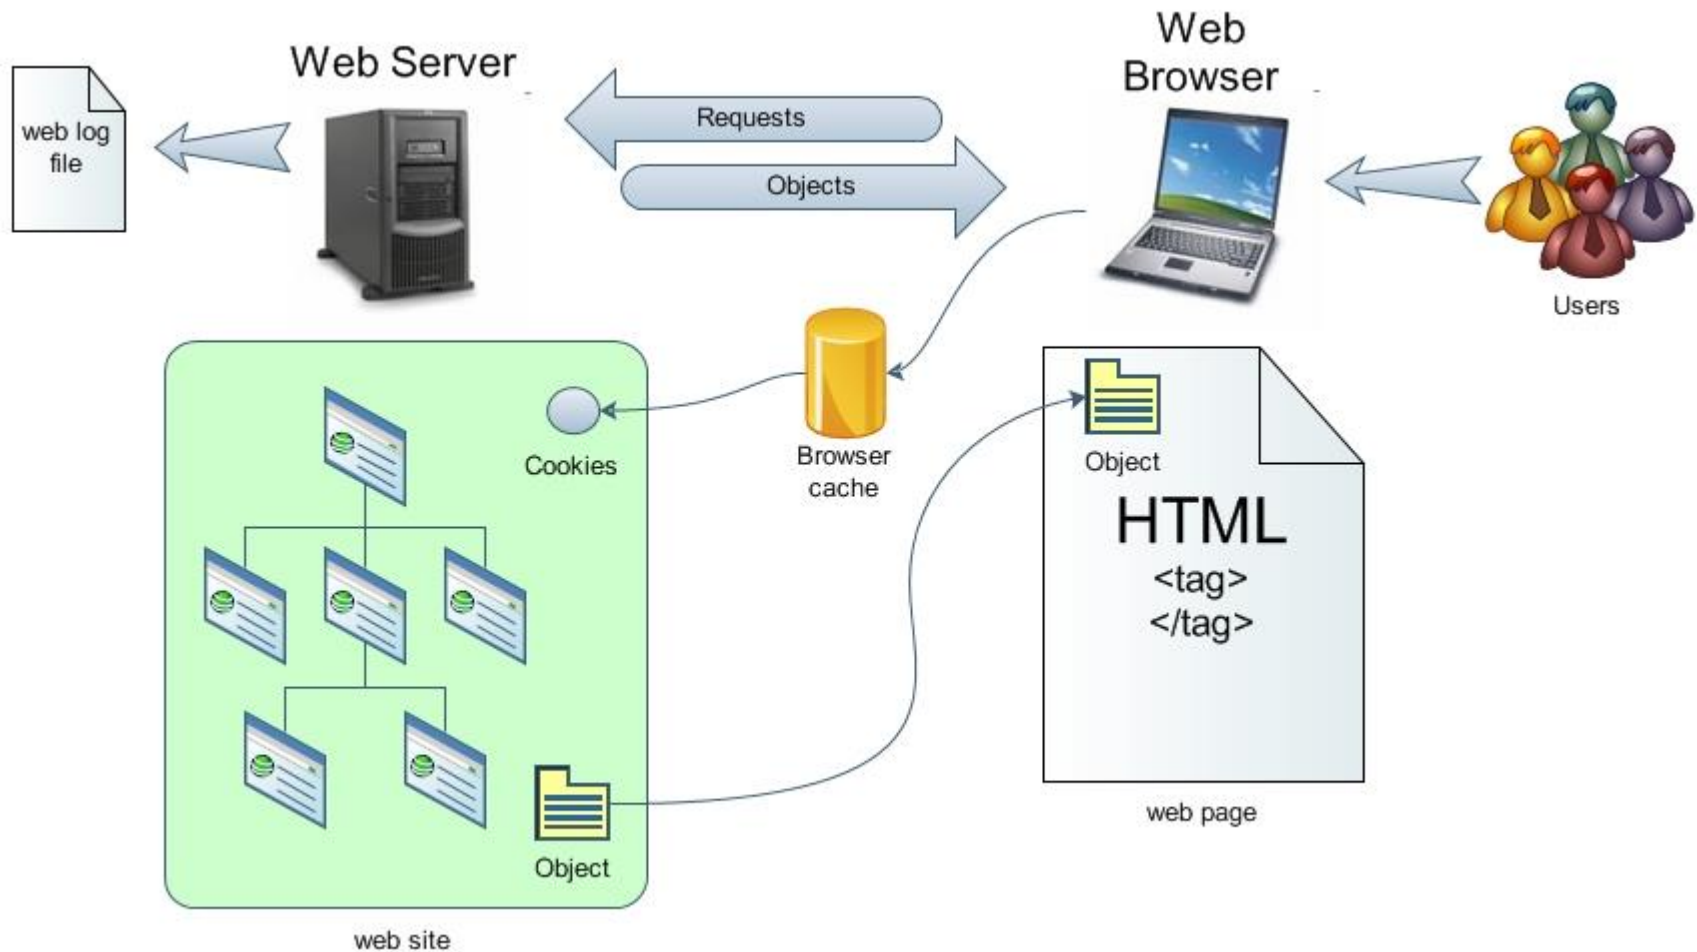 Web Server
Web
Browser
web log
file
Requests
Objects
Users
Cookies
Browser
cache
Object
HTML
<tag>
</tag>
web page
Object
web site